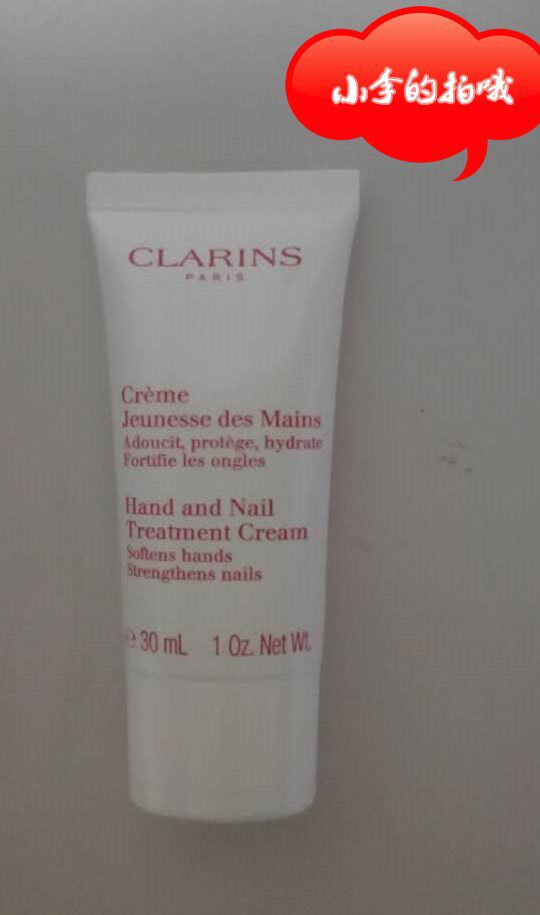 小李的拍哦
CLARINS
PARIS
Crème
Jeunesse des Mains
Adoucit, protège, hydrate
Fortifie les ongles
Hand and Nail
Treatment Cream
Softens hands
Strengthens nails
e 30 mL 1 Oz. Net Wt.